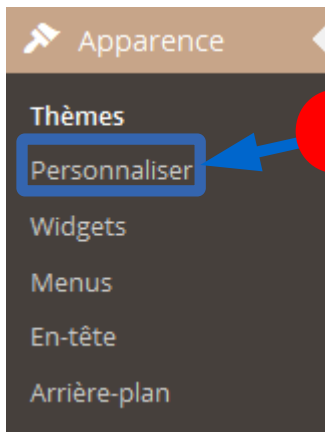 Apparence
Thèmes
Personnaliser
Widgets
Menus
En-tête
Arrière-plan